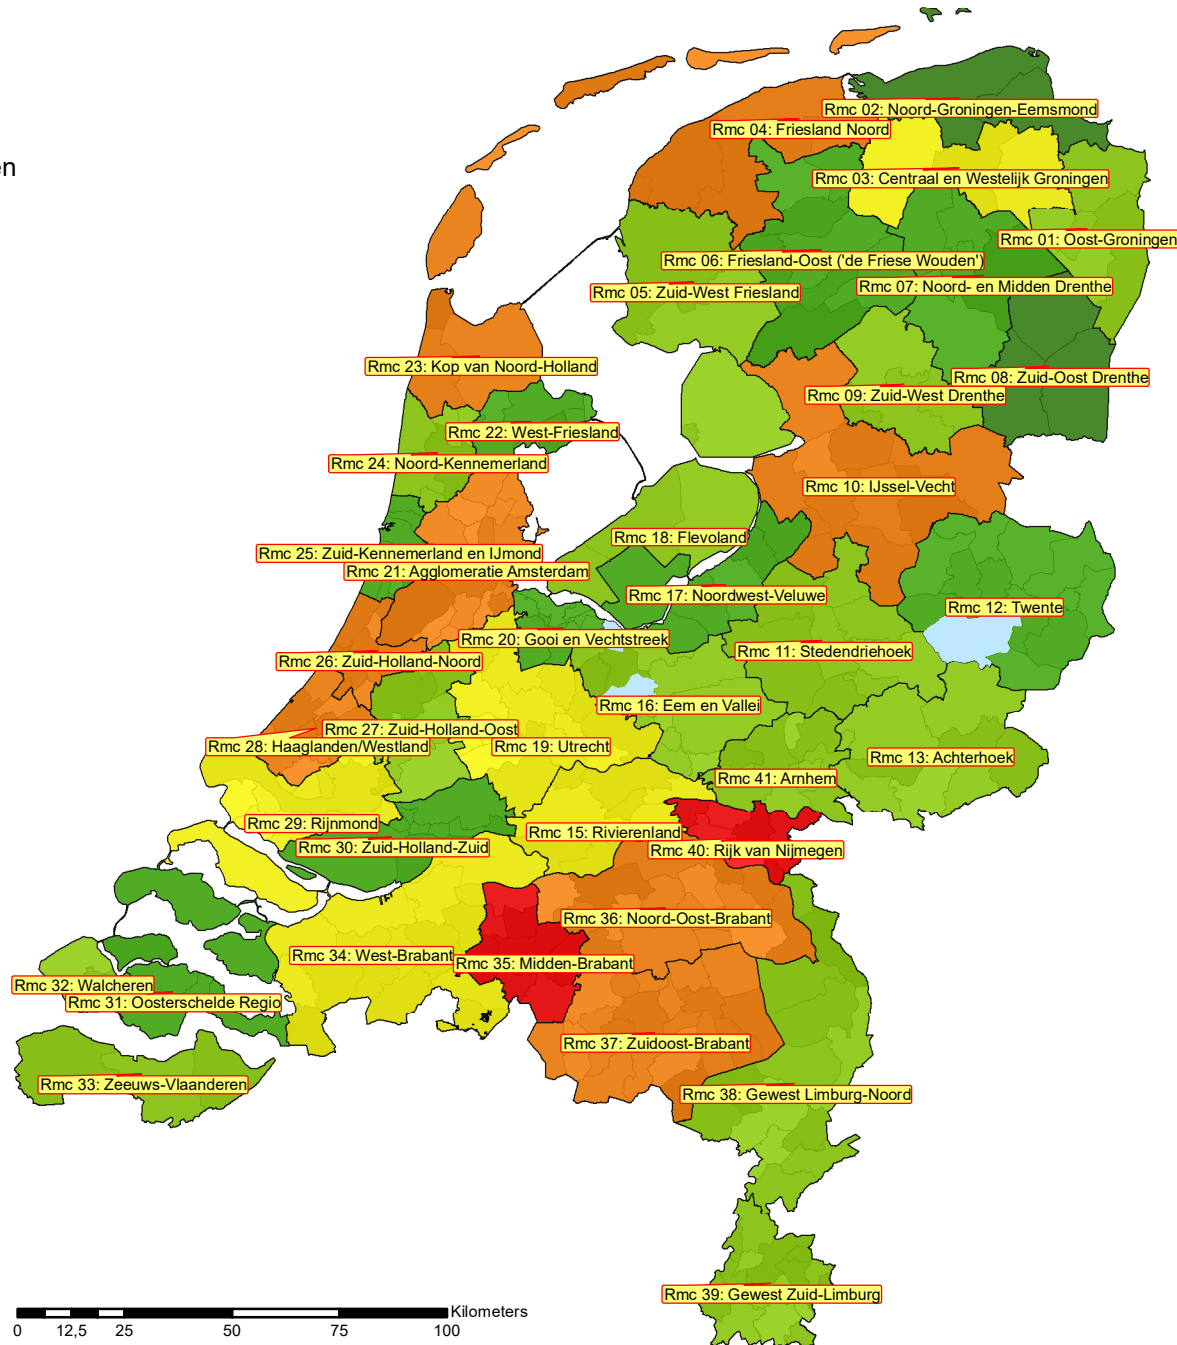 en
Rmc 02: Noord-Groningen-Eemsmond
Rmc 04: Friesland Noord
Rmc 03: Centraal en Westelijk Groningen
Rmc 01: Oost-Groningen
Rmc 06: Friesland-Oost ('de Friese Wouden')
Rmc 07: Noord- en Midden Drenthe
Rmc 05: Zuid-West Friesland
Rmc 23: Kop van Noord-Holland
Rmc 08: Zuid-Oost Drenthe
Rmc 09: Zuid-West Drenthe
Rmc 22: West-Friesland
Rmc 24: Noord-Kennemerland
Rmc 10: IJssel-Vecht
Rmc 18: Flevoland
Rmc 25: Zuid-Kennemerland en IJmond
Rmc 21: Agglomeratie Amsterdam
Rmc 17: Noordwest-Veluwe
Rmc 12: Twente
Rmc 20: Gooi en Vechtstreek
Rmc 11: Stedendriehoek
Rmc 26: Zuid-Holland-Noord
Rmc 16: Eem en Vallei
Rmc 27: Zuid-Holland-Oost
Rmc 28: Haaglanden/Westland
Rmc 19: Utrecht
Rmc 13: Achterhoek
Rmc 41: Arnhem
Rmc 29: Rijnmond
Rmc 15: Rivierenland
Rmc 30: Zuid-Holland-Zuid
Rmc 40: Rijk van Nijmegen
Rmc 36: Noord-Oost-Brabant
Rmc 34: West-Brabant
Rmc 35: Midden-Brabant
Rmc 32: Walcheren
Rmc 31: Oosterschelde Regio
Rmc 37: Zuidoost-Brabant
Rmc 33: Zeeuws-Vlaanderen
Rmc 38: Gewest Limburg-Noord
Rmc 39: Gewest Zuid-Limburg
Kilometers
0 12,5 25 50 75 100